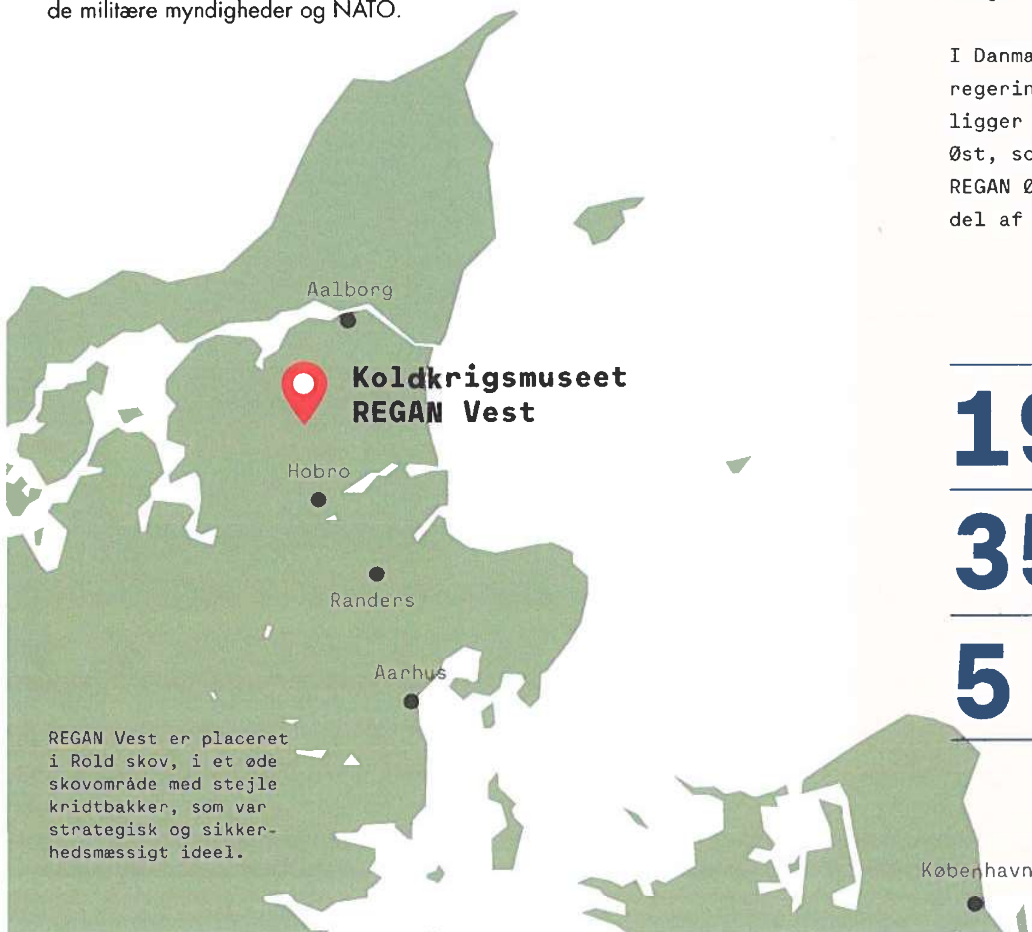 de militære myndigheder og NATO.
I Danma
regerin
ligger
Øst, so
REGAN Ø
del af
Aalborg
Koldkrigsmuseet
REGAN Vest
Hobro
Randers
Aarhus
REGAN Vest er placeret
i Rold skov, i et øde
skovområde med stejle
kridtbakker, som var
strategisk og sikker-
hedsmæssigt ideel.
19
35
5
København